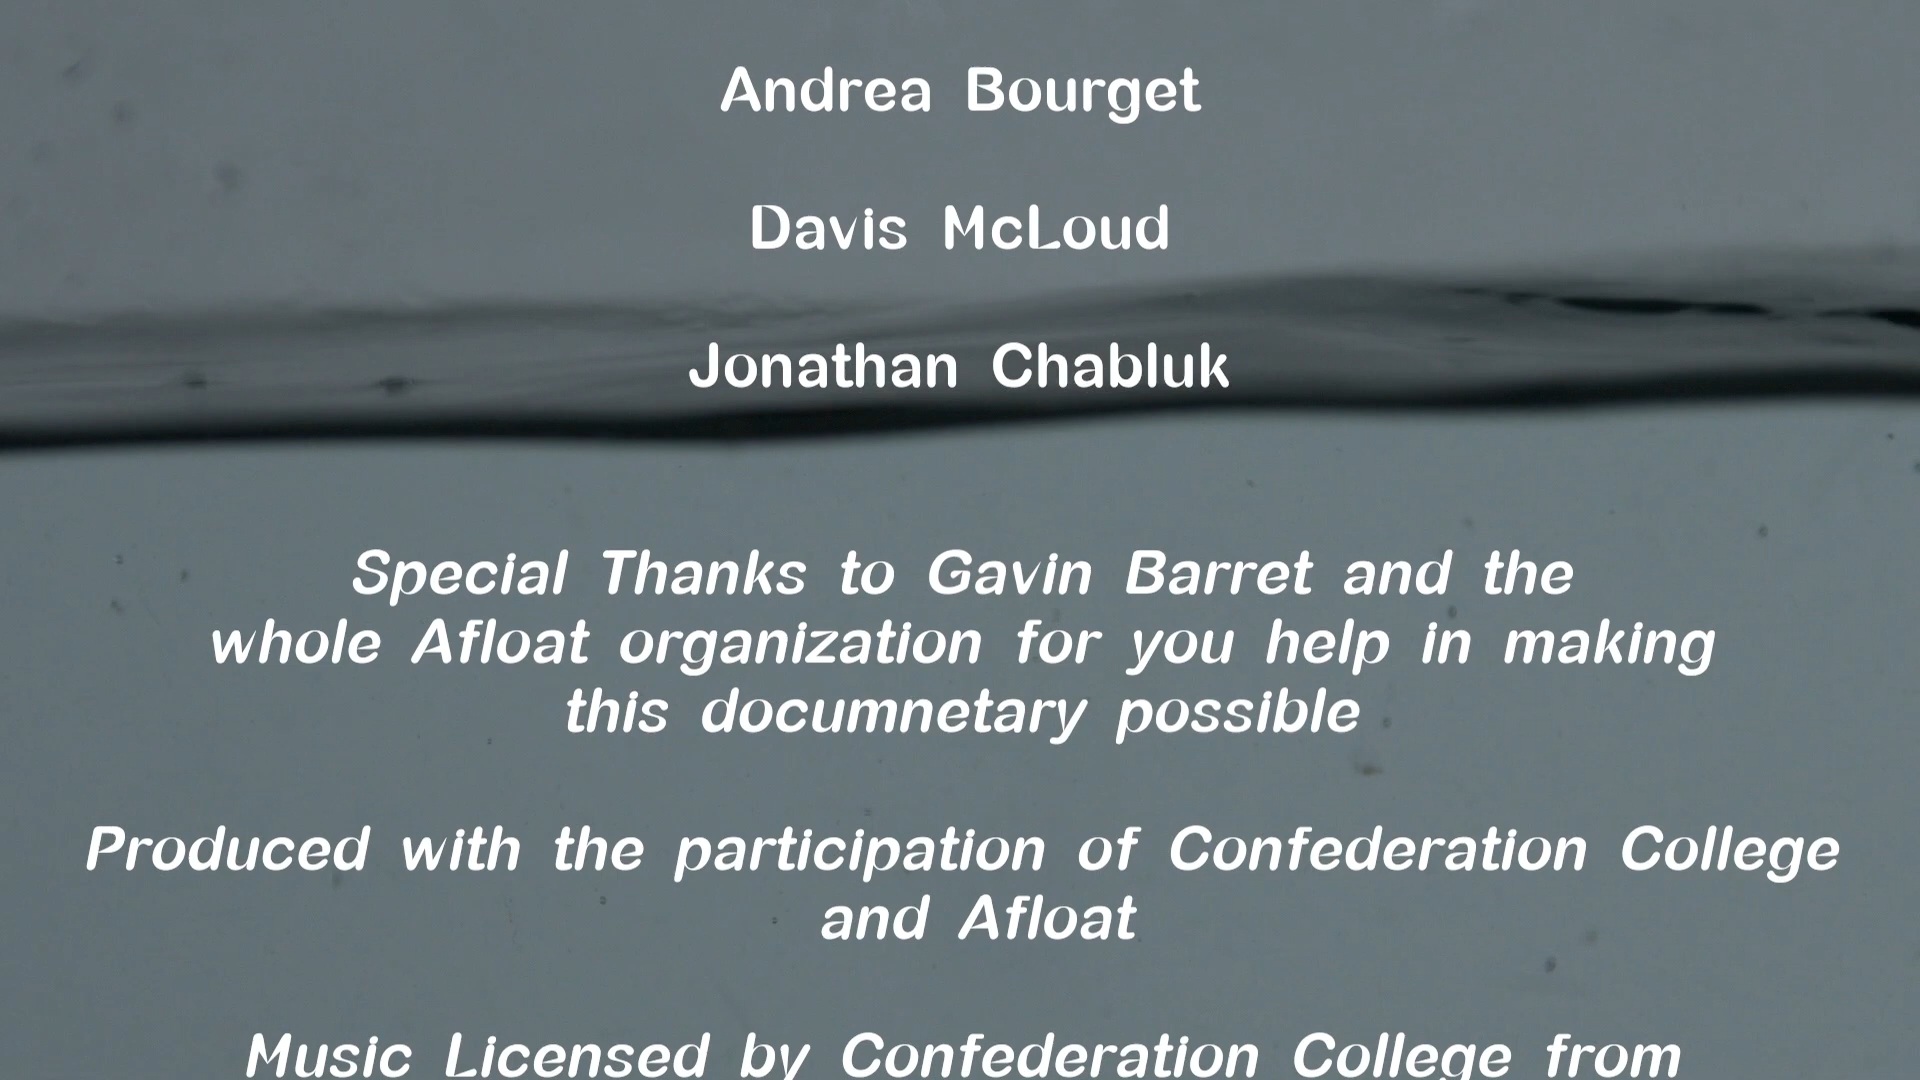 Andrea Bourget
Davis McLoud
Jonathan Chabluk
Special Thanks to Gavin Barret and the
whole Afloat organization for you help in making
this documnetary possible
Produced with the participation of Confederation College
and Afloat
Music Licensed by Confederation College from